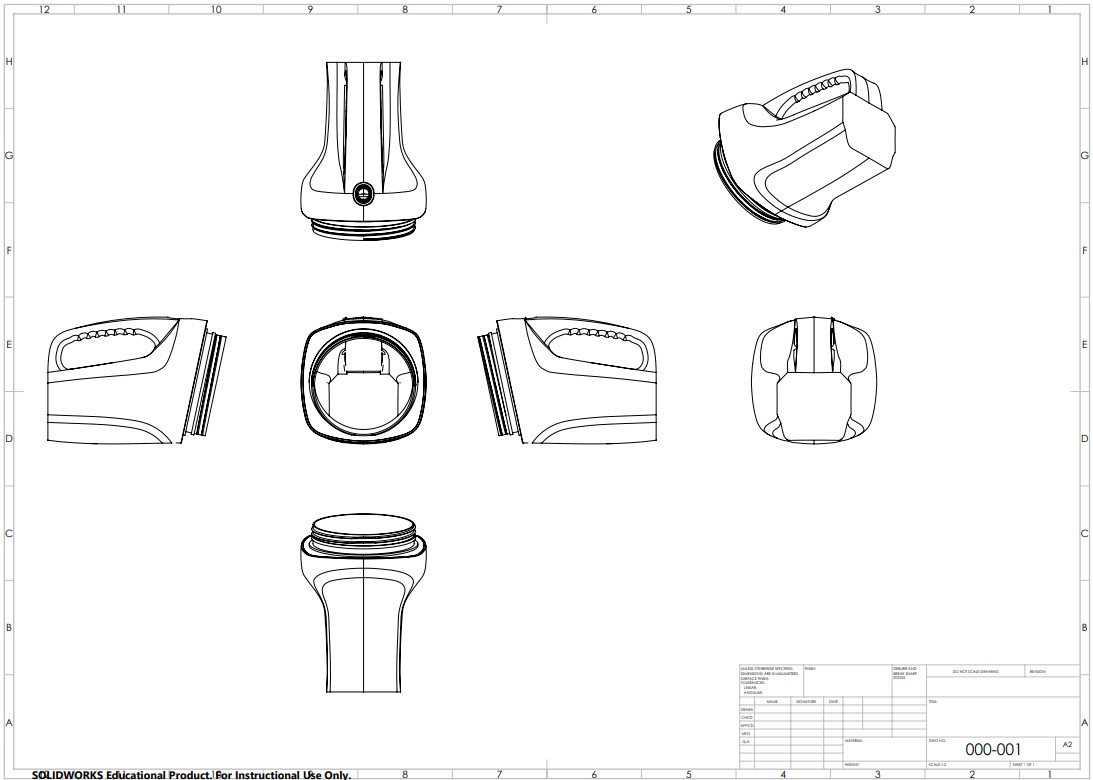 12 11 10 9 8 7 6 5 4 3 2 1
H H
G G
F F
E E
D D
C C
B B
A A
UNLESS OTHERWISE SPECIFIED:
DIMENSIONS ARE IN MILLIMETERS
SURFACE FINISH:
TOLERANCES:
LINEAR:
ANGULAR:
FINISH:
DEBURR AND
BREAK SHARP
EDGES
DO NOT SCALE DRAWING
REVISION
NAME SIGNATURE DATE
TITLE:
DRAWN
CHK'D
APPV'D
MFG
Q.A
MATERIAL:
DWG NO.
000-001
A2
WEIGHT:
SCALE:1:2
SHEET 1 OF 1
SOLIDWORKS Educational Product. For Instructional Use Only.
8 7 6 5 4 3 2 1